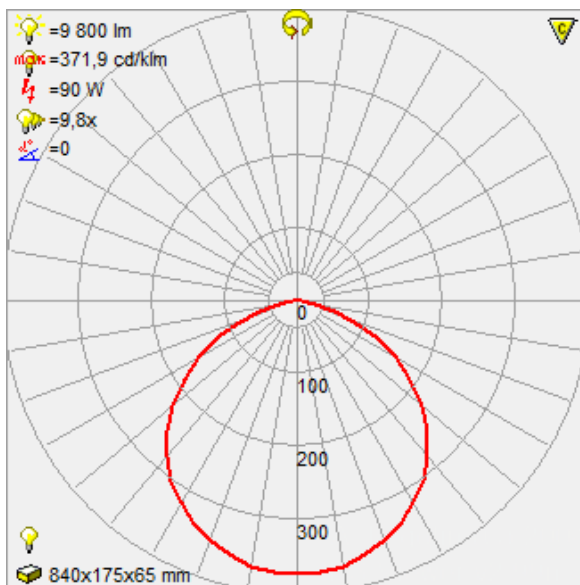 =9 800 lm
max =371,9 cd/klm
=90 W
=9,8x
=0
C
0
100
200
300
840x175x65 mm